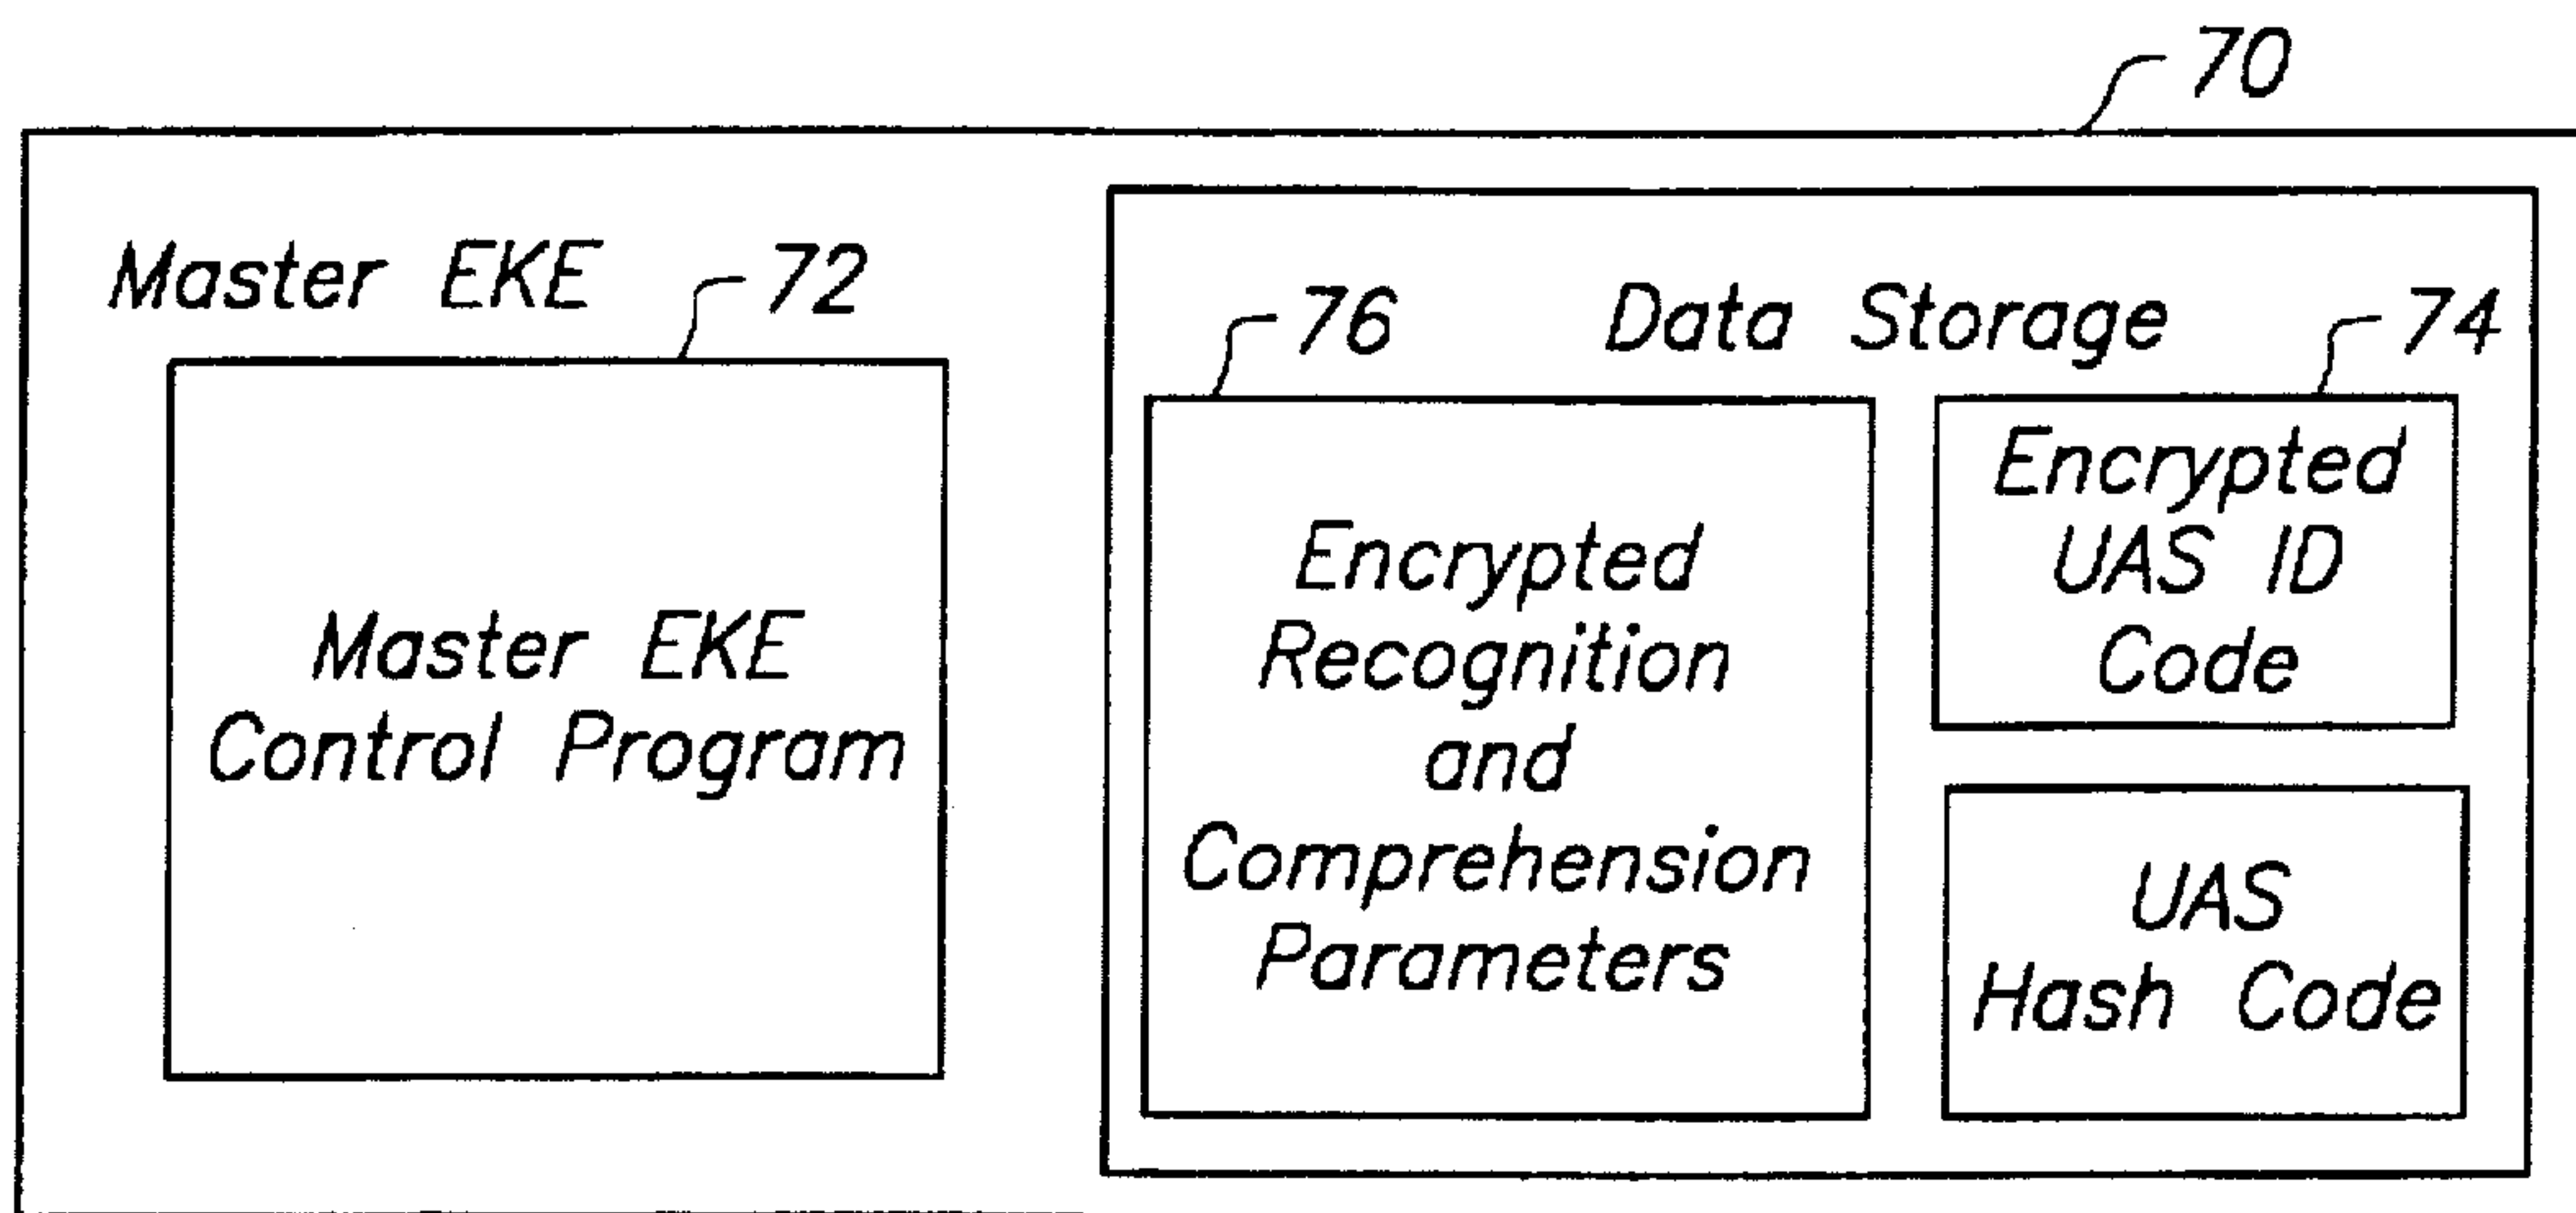 70
Master EKE
72
Master EKE
Control Program
Data Storage
76
Encrypted
Recognition
and
Comprehension
Parameters
74
Encrypted
UAS ID
Code
UAS
Hash Code